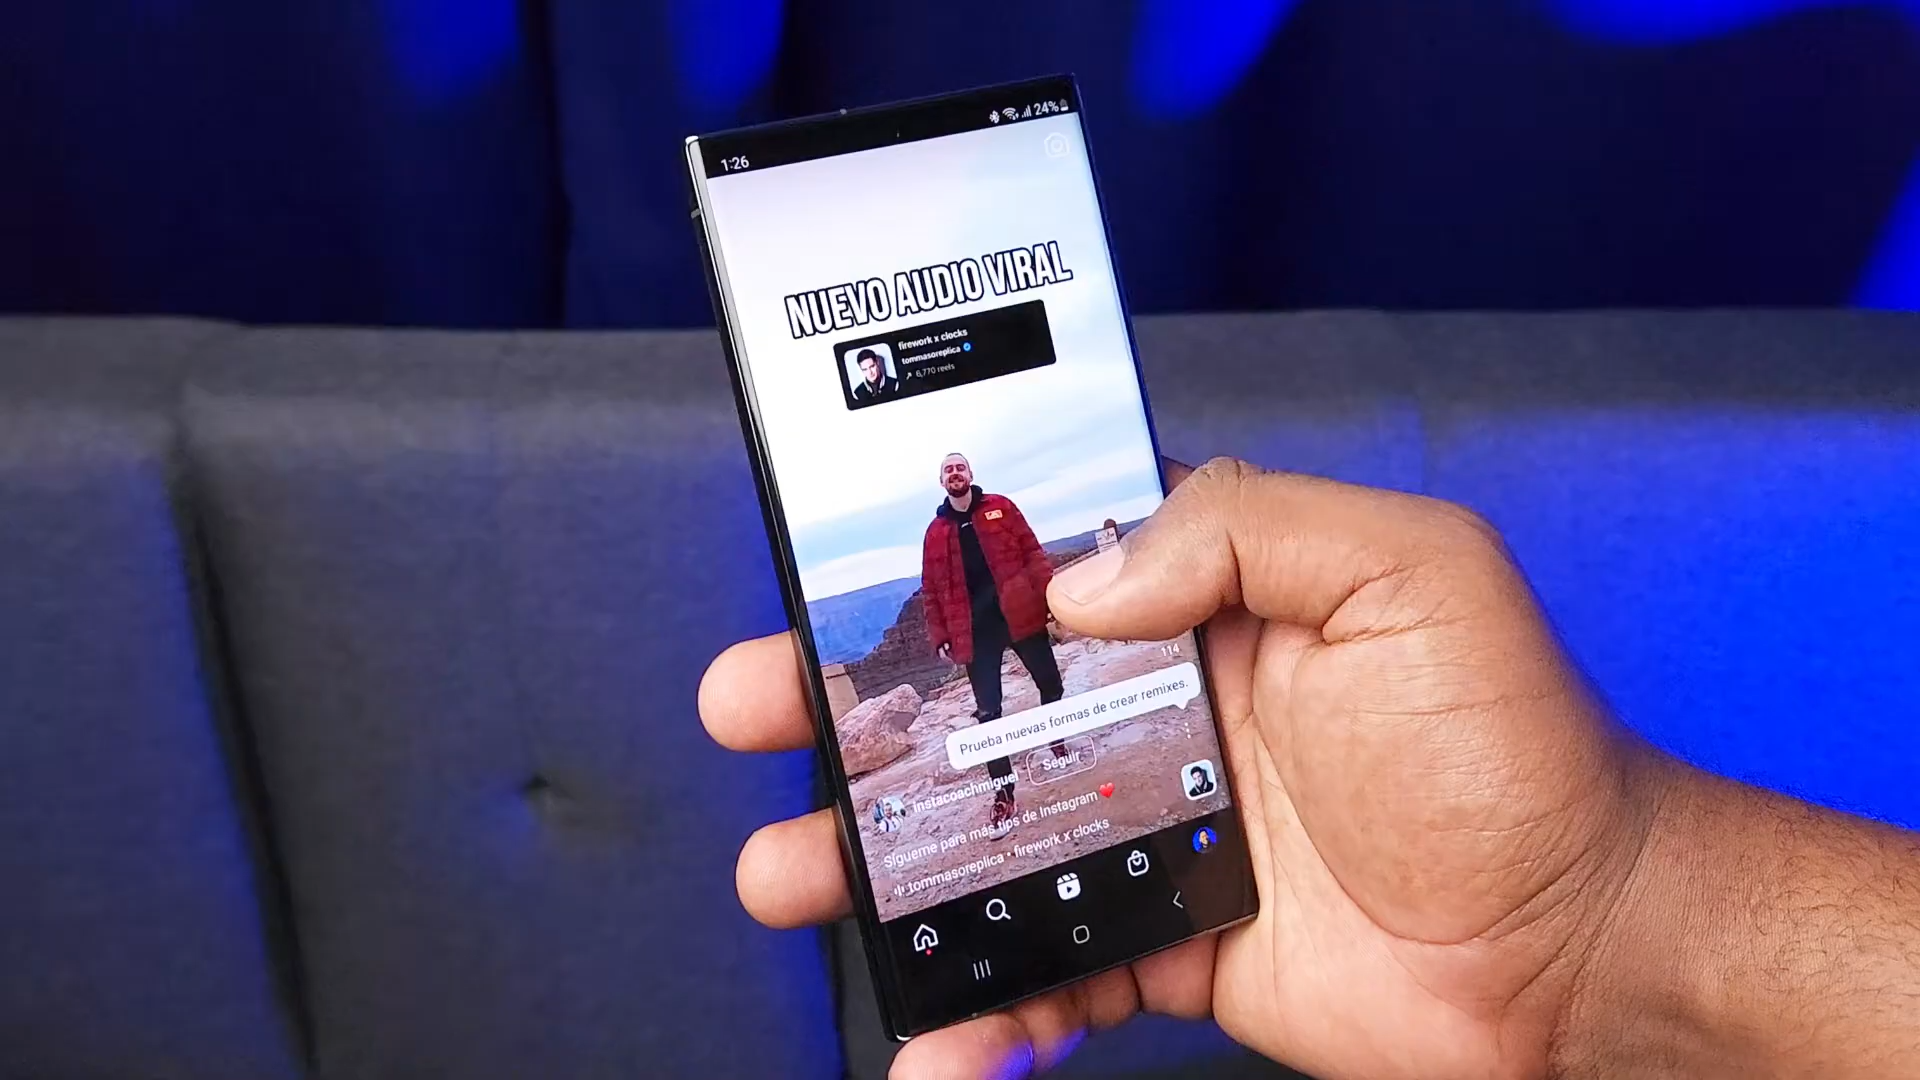 1:26
24%
NUEVO AUDIO VIRAL
firework x clocks
tommasoreplica
6,770 reels
114
Prueba nuevas formas de crear remixes.
instacoachmiguel
Seguir
Sígueme para más tips de Instagram
tommasoreplica • firework x clocks